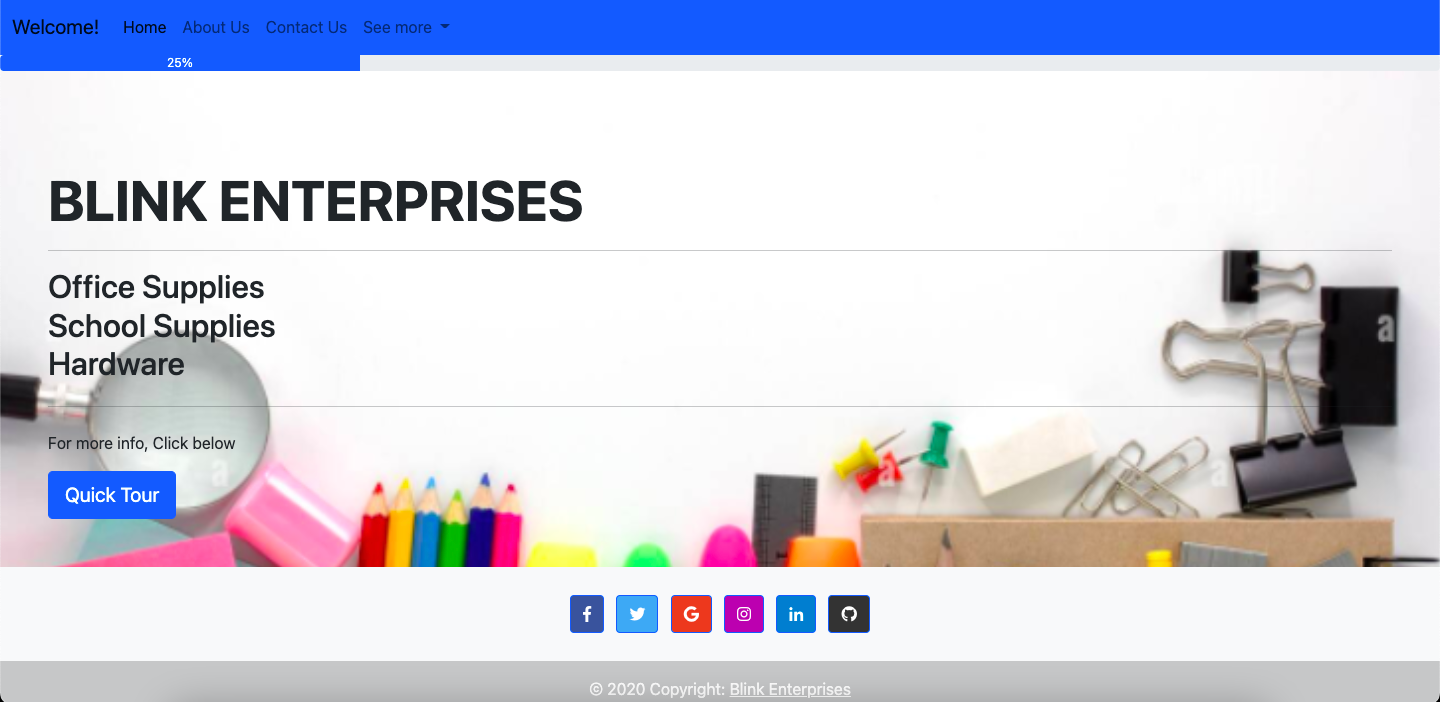 Welcome! Home About Us Contact Us See more
25%
BLINK ENTERPRISES
Office Supplies
School Supplies
Hardware
For more info, Click below
Quick Tour
a
a
a
a
© 2020 Copyright: Blink Enterprises